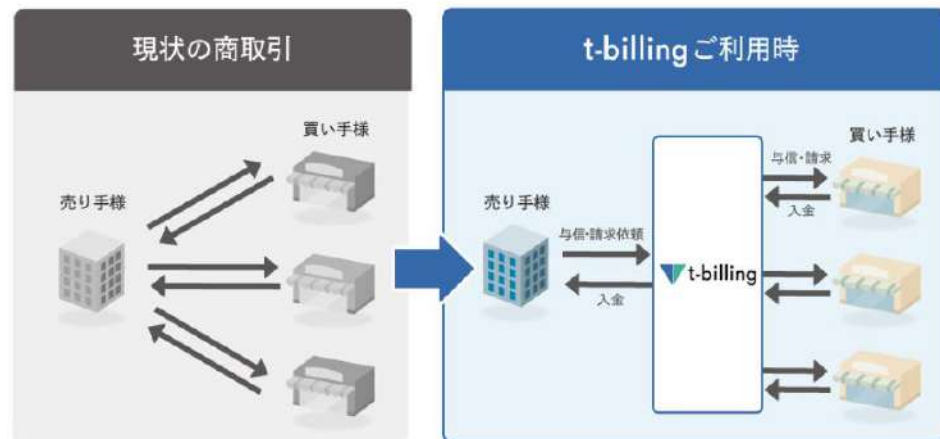 現状の商取引
買い手様
売り手様
t-billingご利用時
買い手様
与信・請求
入金
売り手様
与信・請求依頼
入金
t-billing